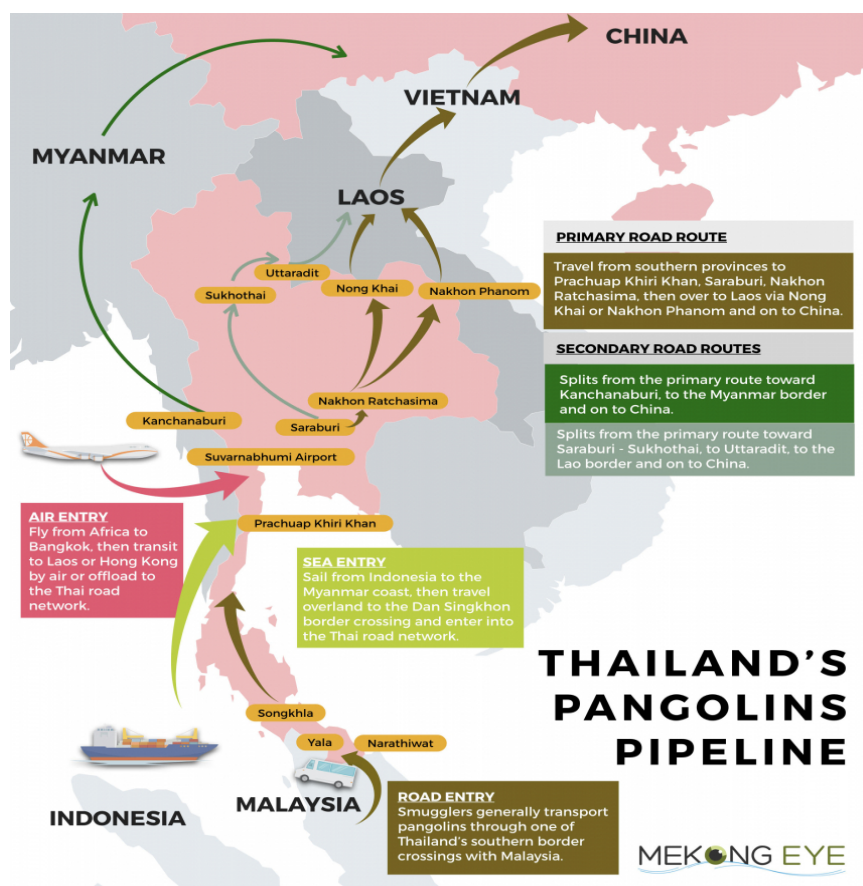 CHINA
VIETNAM
MYANMAR
LAOS
PRIMARY ROAD ROUTE
Travel from southern provinces to
Prachuap Khiri Khan, Saraburi, Nakhon
Ratchasima, then over to Laos via Nong
Khai or Nakhon Phanom and on to China.
SECONDARY ROAD ROUTES
Splits from the primary route toward
Kanchanaburi, to the Myanmar border
and on to China.
Splits from the primary route toward
Saraburi - Sukhothai, to Uttaradit, to the
Lao border and on to China.
Uttaradit
Sukhothai
Nong Khai
Nakhon Phanom
Nakhon Ratchasima
Kanchanaburi
Saraburi
Suvarnabhumi Airport
Prachuap Khiri Khan
AIR ENTRY
Fly from Africa to
Bangkok, then transit
to Laos or Hong Kong
by air or offload to
the Thai road
network.
SEA ENTRY
Sail from Indonesia to the
Myanmar coast, then travel
overland to the Dan Singkhon
border crossing and enter into
the Thai road network.
THAILAND'S
PANGOLINS
PIPELINE
Songkhla
Yala
Narathiwat
INDONESIA
MALAYSIA
ROAD ENTRY
Smugglers generally transport
pangolins through one of
Thailand's southern border
crossings with Malaysia.
MEKONG EYE